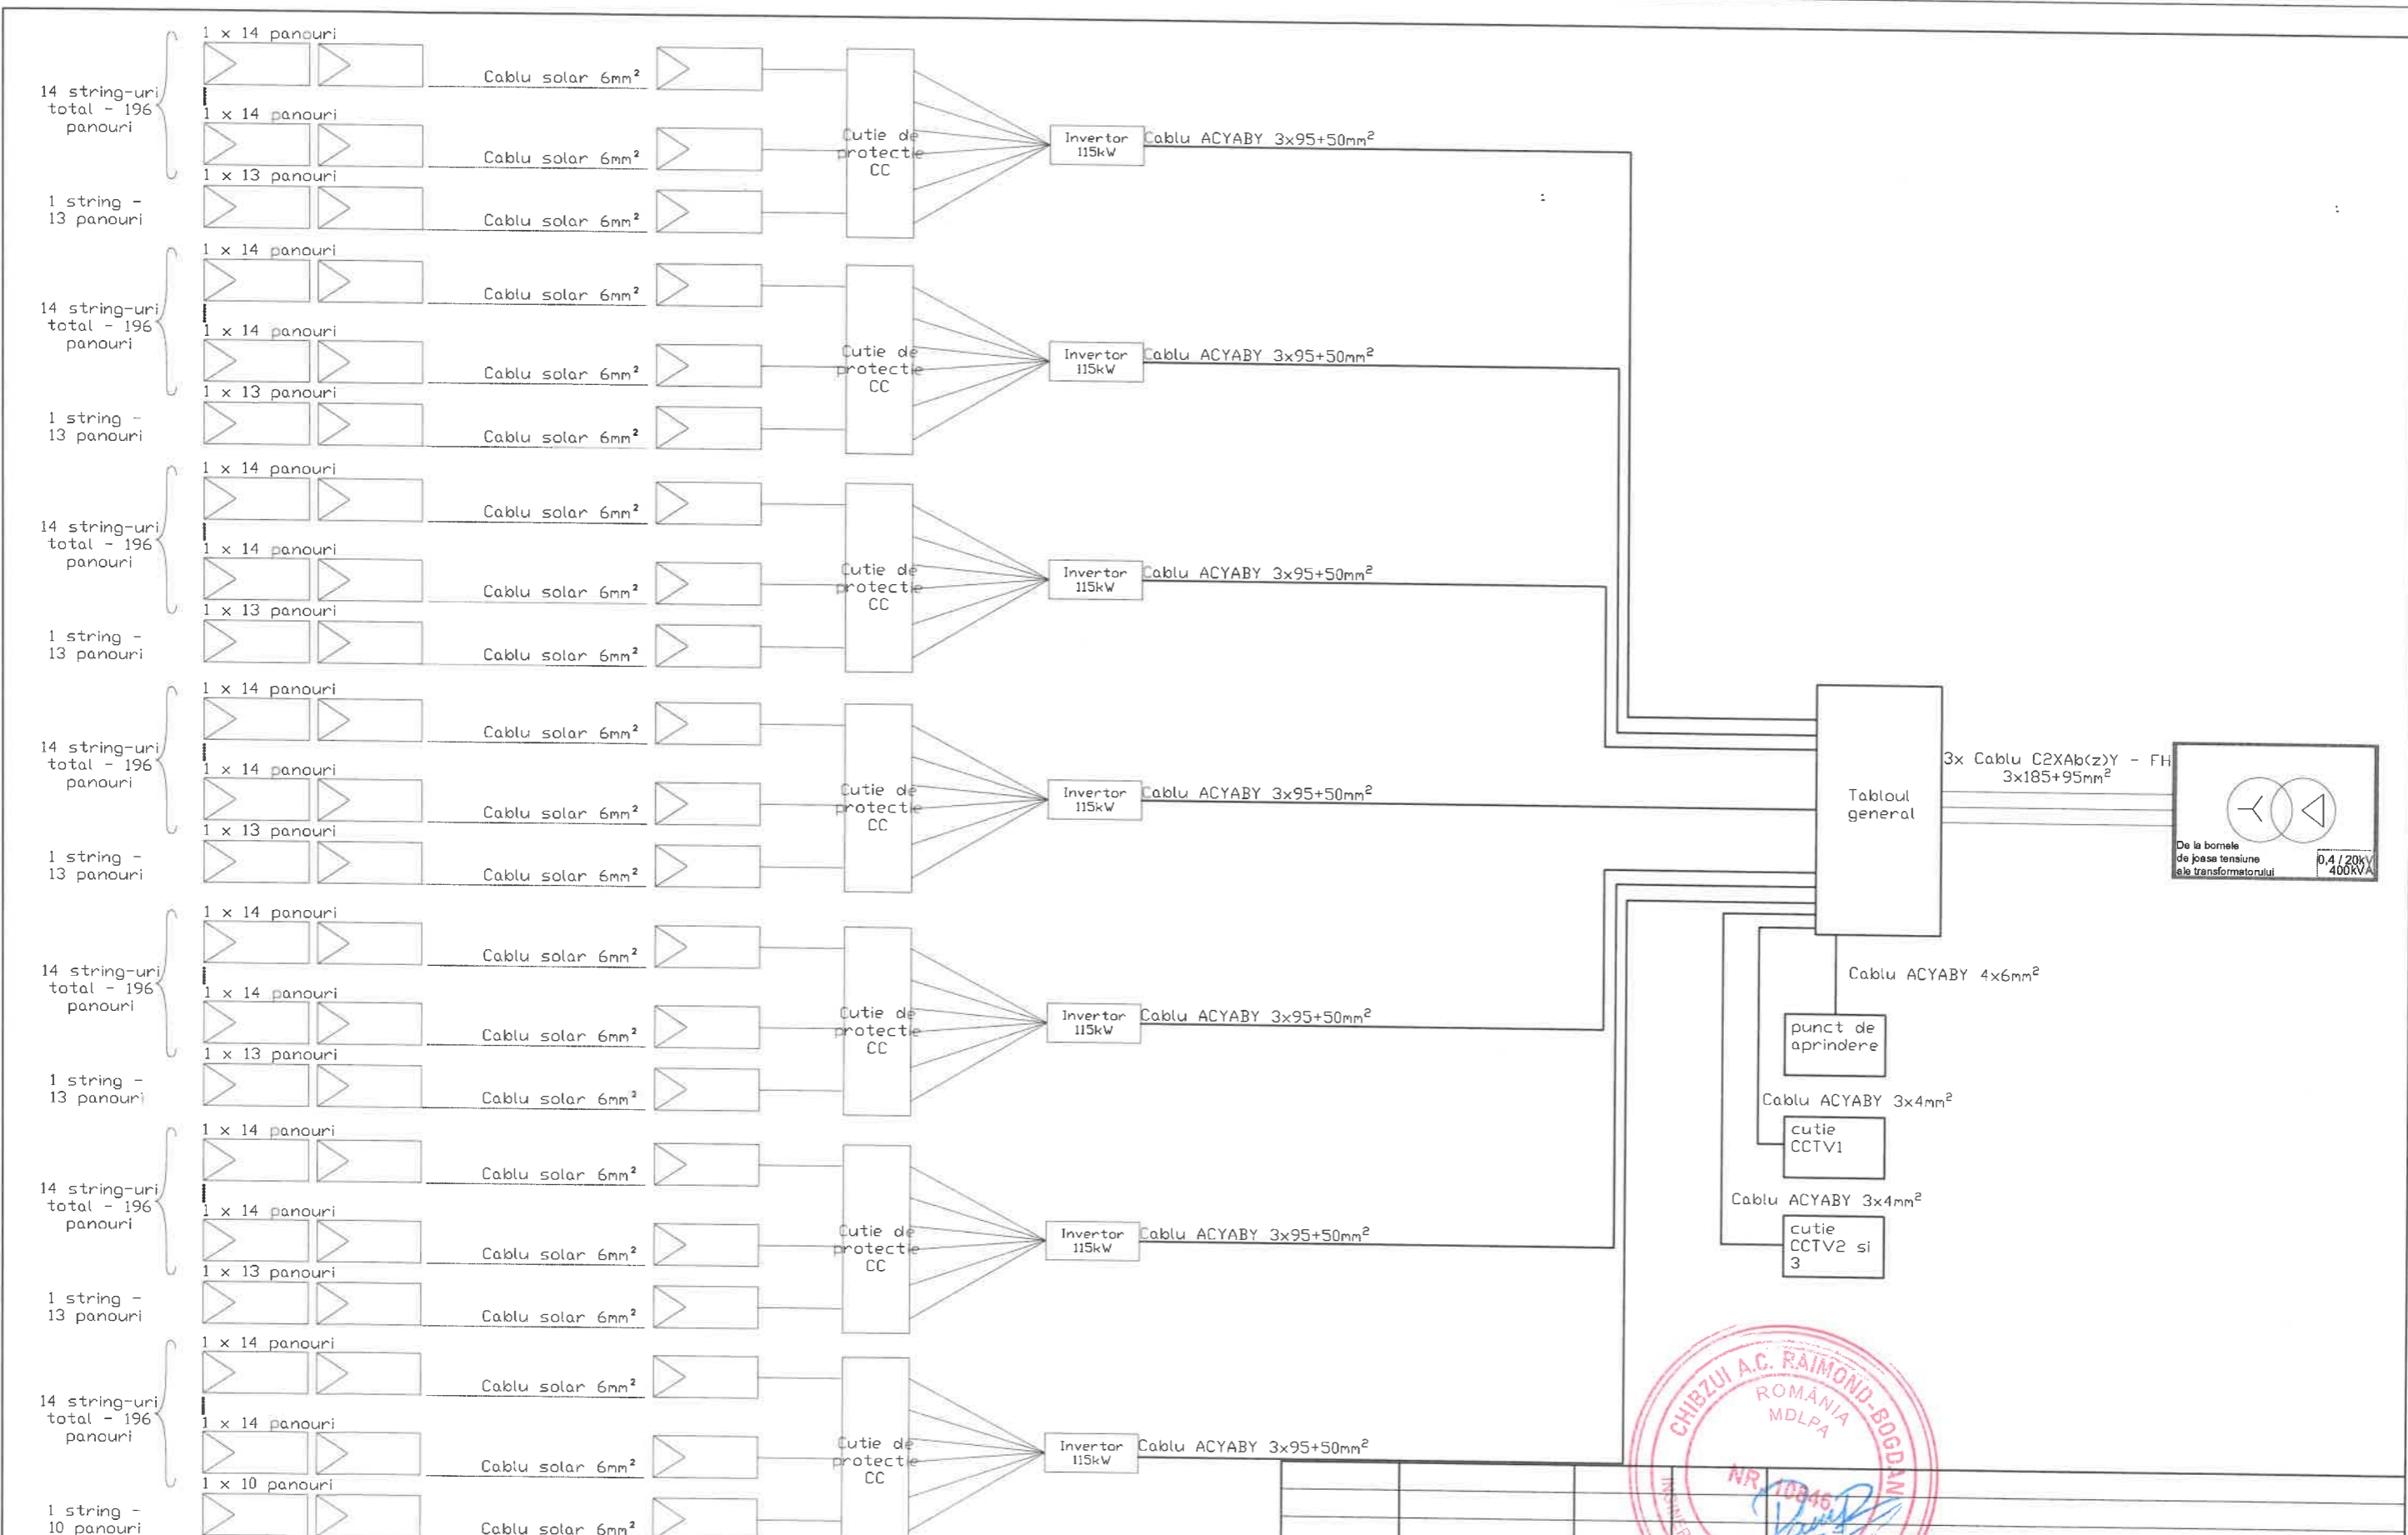 1 x 14 panouri
14 string-uri
total - 196
panouri
Cablu solar 6mm²
1 x 14 panouri
Cablu solar 6mm²
1 x 13 panouri
1 string -
13 panouri
Cablu solar 6mm²
Cutie de
protectie
CC
Invertor
115kW
Cablu ACYABY 3x95+50mm²
1 x 14 panouri
14 string-uri
total - 196
panouri
Cablu solar 6mm²
1 x 14 panouri
Cablu solar 6mm²
1 x 13 panouri
1 string -
13 panouri
Cablu solar 6mm²
Cutie de
protectie
CC
Invertor
115kW
Cablu ACYABY 3x95+50mm²
1 x 14 panouri
14 string-uri
total - 196
panouri
Cablu solar 6mm²
1 x 14 panouri
Cablu solar 6mm²
1 x 13 panouri
1 string -
13 panouri
Cablu solar 6mm²
Cutie de
protectie
CC
Invertor
115kW
Cablu ACYABY 3x95+50mm²
1 x 14 panouri
14 string-uri
total - 196
panouri
Cablu solar 6mm²
1 x 14 panouri
Cablu solar 6mm²
1 x 13 panouri
1 string -
13 panouri
Cablu solar 6mm²
Cutie de
protectie
CC
Invertor
115kW
Cablu ACYABY 3x95+50mm²
1 x 14 panouri
14 string-uri
total - 196
panouri
Cablu solar 6mm²
1 x 14 panouri
Cablu solar 6mm²
1 x 13 panouri
1 string -
13 panouri
Cablu solar 6mm²
Cutie de
protectie
CC
Invertor
115kW
Cablu ACYABY 3x95+50mm²
1 x 14 panouri
14 string-uri
total - 196
panouri
Cablu solar 6mm²
1 x 14 panouri
Cablu solar 6mm²
1 x 13 panouri
1 string -
13 panouri
Cablu solar 6mm²
Cutie de
protectie
CC
Invertor
115kW
Cablu ACYABY 3x95+50mm²
1 x 14 panouri
14 string-uri
total - 196
panouri
Cablu solar 6mm²
1 x 14 panouri
Cablu solar 6mm²
1 x 10 panouri
1 string -
10 panouri
Cablu solar 6mm²
Cutie de
protectie
CC
Invertor
115kW
Cablu ACYABY 3x95+50mm²
Tabloul
general
3x Cablu C2XAb(z)Y - FH
3x185+95mm²
De la bornele
de joasa tensiune
ale transformatorului
0,4 / 20kV
400kVA
Cablu ACYABY 4x6mm²
punct de
aprindere
Cablu ACYABY 3x4mm²
cutie
CCTV1
Cablu ACYABY 3x4mm²
cutie
CCTV2 si
3
CHIBZUI A.C. RAIMOND-BOGDAN
ROMÂNIA
MDLPA
NR. 10846